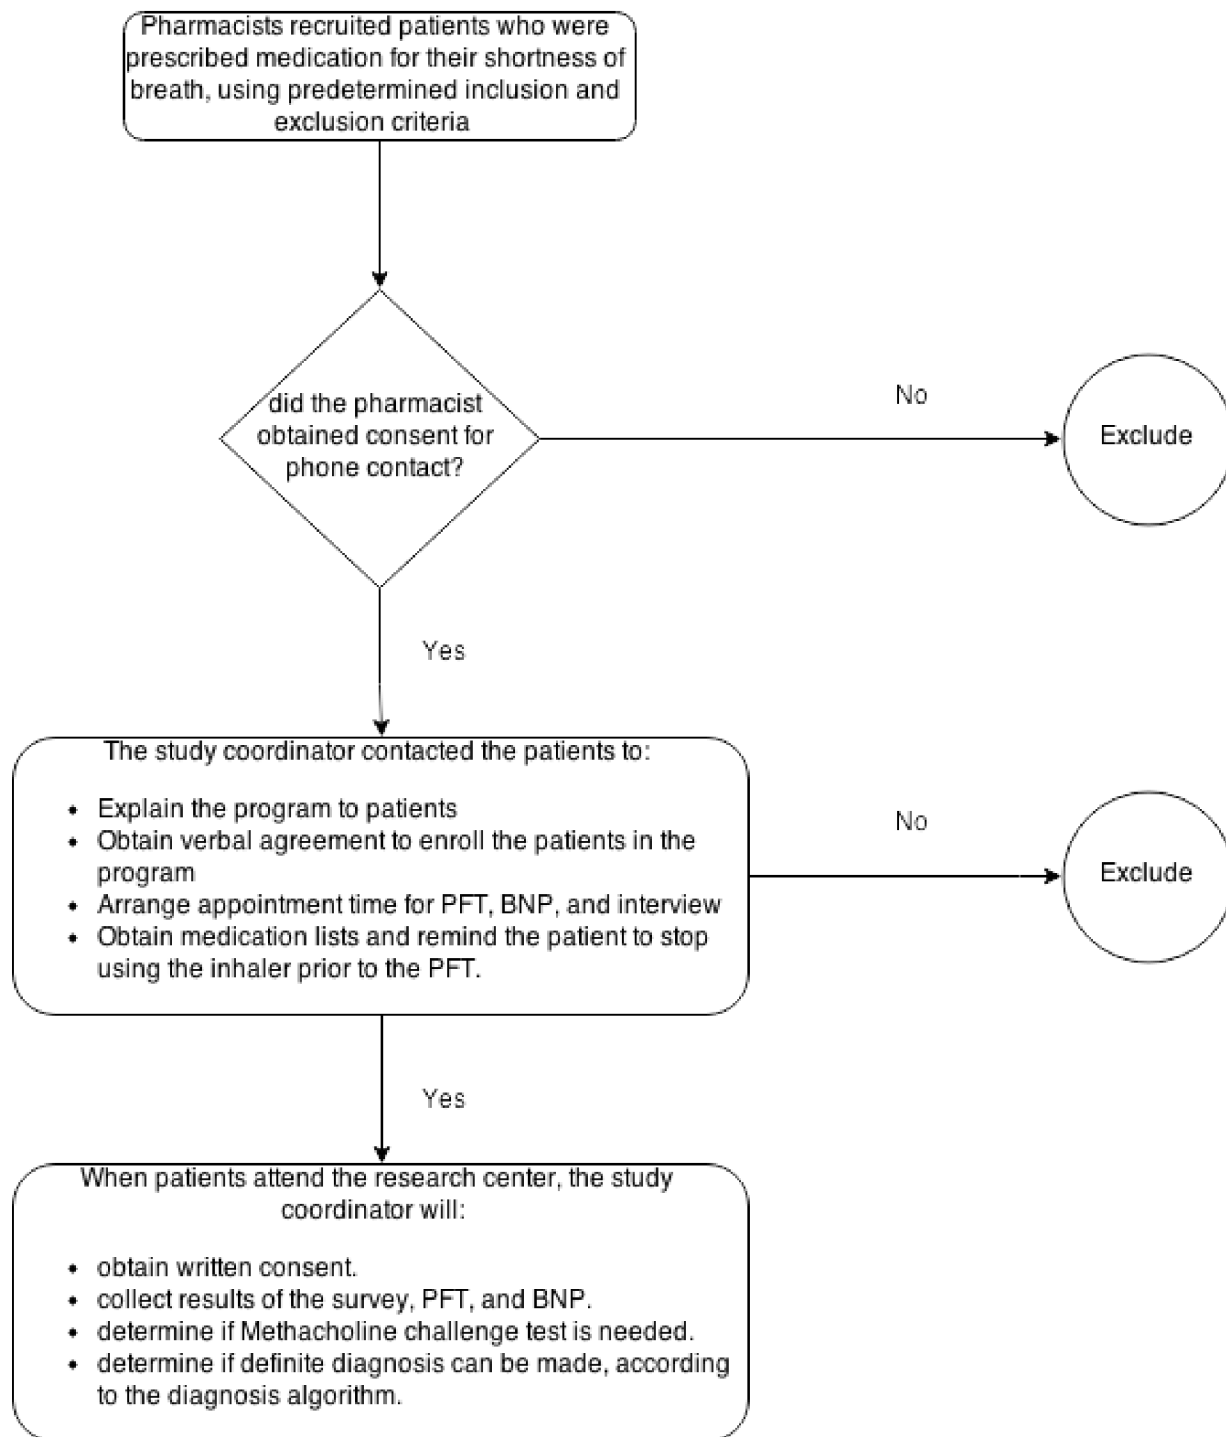 Pharmacists recruited patients who were
prescribed medication for their shortness of
breath, using predetermined inclusion and
exclusion criteria
did the pharmacist
obtained consent for
phone contact?
No
Exclude
Yes
The study coordinator contacted the patients to:
• Explain the program to patients
• Obtain verbal agreement to enroll the patients in the
program
• Arrange appointment time for PFT, BNP, and interview
• Obtain medication lists and remind the patient to stop
using the inhaler prior to the PFT.
No
Exclude
Yes
When patients attend the research center, the study
coordinator will:
• obtain written consent.
• collect results of the survey, PFT, and BNP.
• determine if Methacholine challenge test is needed.
• determine if definite diagnosis can be made, according
to the diagnosis algorithm.